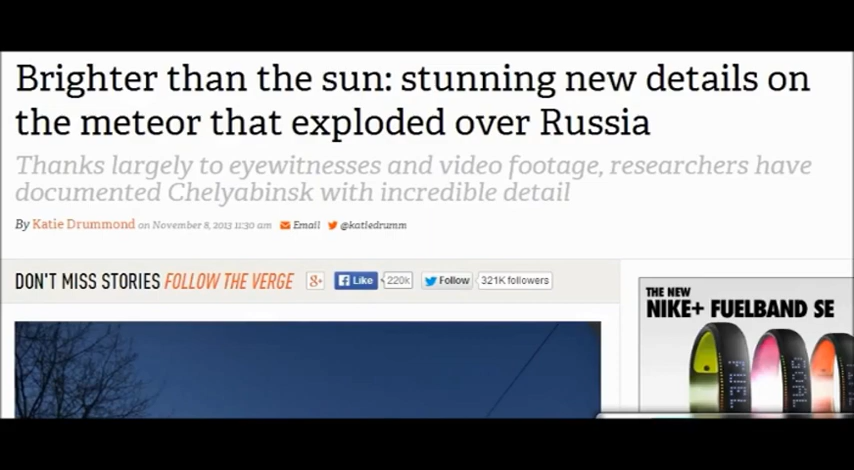 Brighter than the sun: stunning new details on
the meteor that exploded over Russia
Thanks largely to eyewitnesses and video footage, researchers have
documented Chelyabinsk with incredible detail
By Katie Drummond on November 8, 2013 11:30 am Email @katiedrumm
DON'T MISS STORIES FOLLOW THE VERGE 8+ Like 220k Follow 321K followers
THE NEW
NIKE+ FUELBAND SE